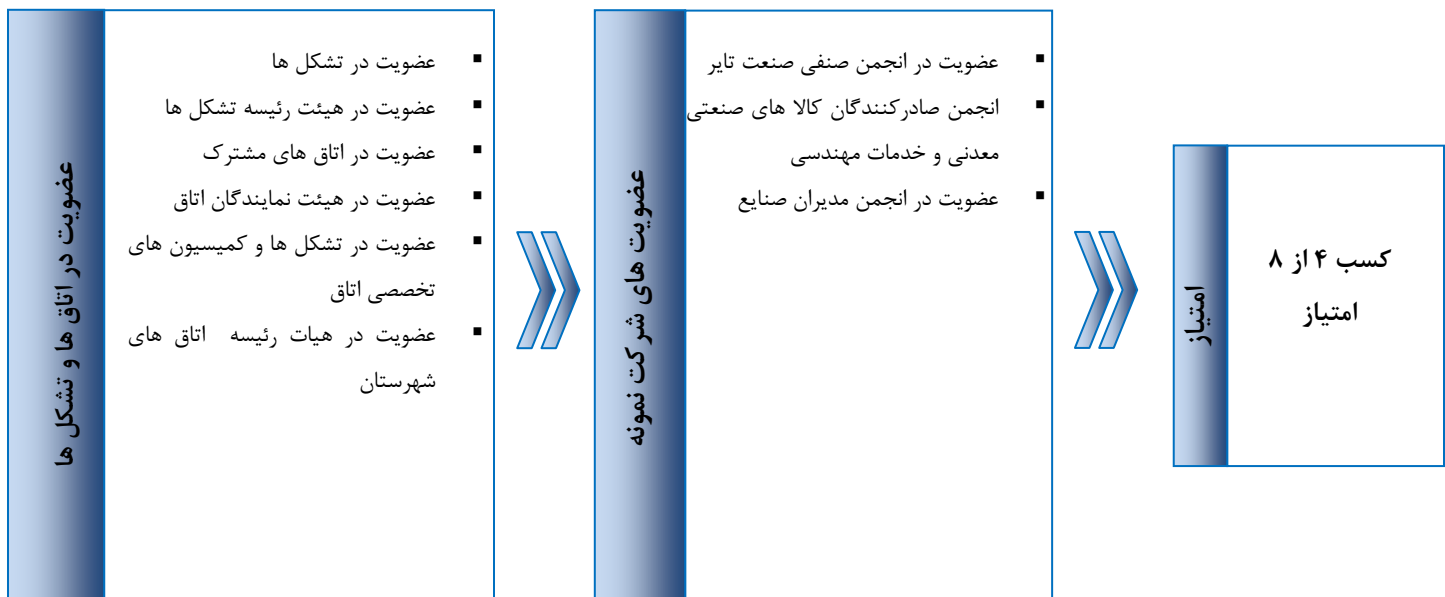 عضویت در اتاق ها و تشکل ها
▪ عضویت در تشکل ها
▪ عضویت در هیئت رئیسه تشکل ها
▪ عضویت در اتاق های مشترک
▪ عضویت در هیئت نمایندگان اتاق
▪ عضویت در تشکل ها و کمیسیون های
تخصصی اتاق
▪ عضویت در هیات رئیسه اتاق های
شهرستان
عضویت های شرکت نمونه
▪ عضویت در انجمن صنفی صنعت تایر
▪ انجمن صادرکنندگان کالا های صنعتی
معدنی و خدمات مهندسی
▪ عضویت در انجمن مدیران صنایع
امتیاز
کسب ۴ از ۸
امتیاز